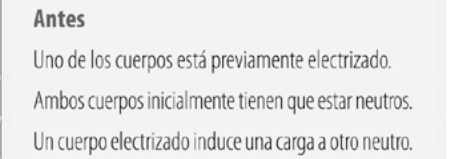 Antes
Uno de los cuerpos está previamente electrizado.
Ambos cuerpos inicialmente tienen que estar neutros.
Un cuerpo electrizado induce una carga a otro neutro.